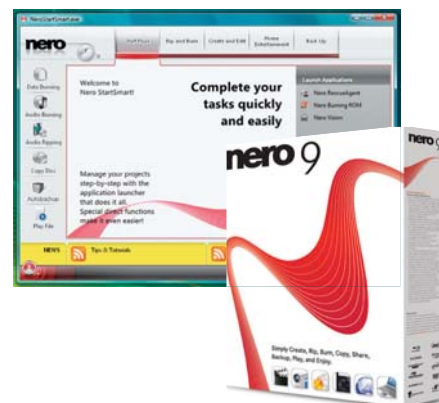 NeroStartSmart.exe
nero
Rip and Burn
Create and Edit
Home
Entertainment
Back Up
Data Burning
Audio Burning
Audio Ripping
Copy Disc
AutoBackup
Play File
Welcome to
Nero StartSmart!
Complete your
tasks quickly
and easily
Manage your projects
step-by-step with the
application launcher
that does it all.
Special direct functions
make it even easier!
Launch Applications
Nero RescueAgent
Nero Burning ROM
Nero Vision
NEWS
Tips & Tutorials
nero 9
Simply Create, Rip, Burn, Copy, Share,
Backup, Play, and Enjoy.
nero 9